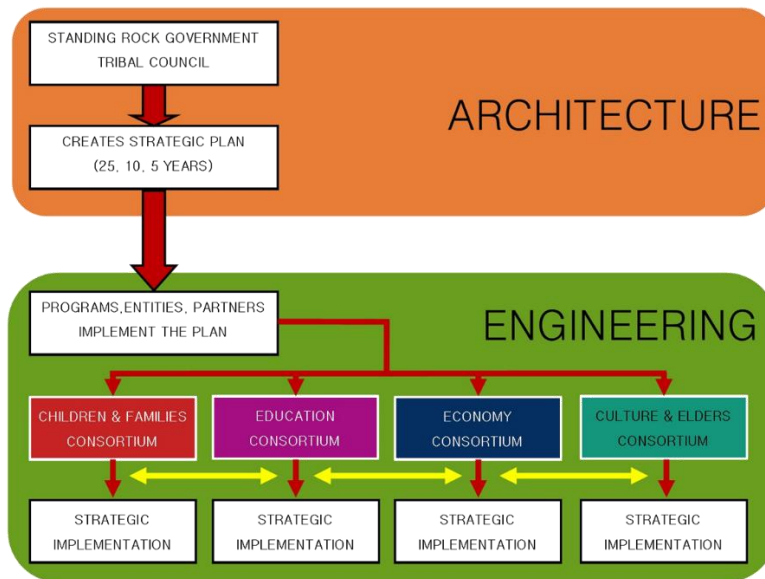 STANDING ROCK GOVERNMENT
TRIBAL COUNCIL
ARCHITECTURE
CREATES STRATEGIC PLAN
(25, 10, 5 YEARS)
PROGRAMS,ENTITIES, PARTNERS
IMPLEMENT THE PLAN
ENGINEERING
CHILDREN & FAMILIES
CONSORTIUM
EDUCATION
CONSORTIUM
ECONOMY
CONSORTIUM
CULTURE & ELDERS
CONSORTIUM
STRATEGIC
IMPLEMENTATION
STRATEGIC
IMPLEMENTATION
STRATEGIC
IMPLEMENTATION
STRATEGIC
IMPLEMENTATION